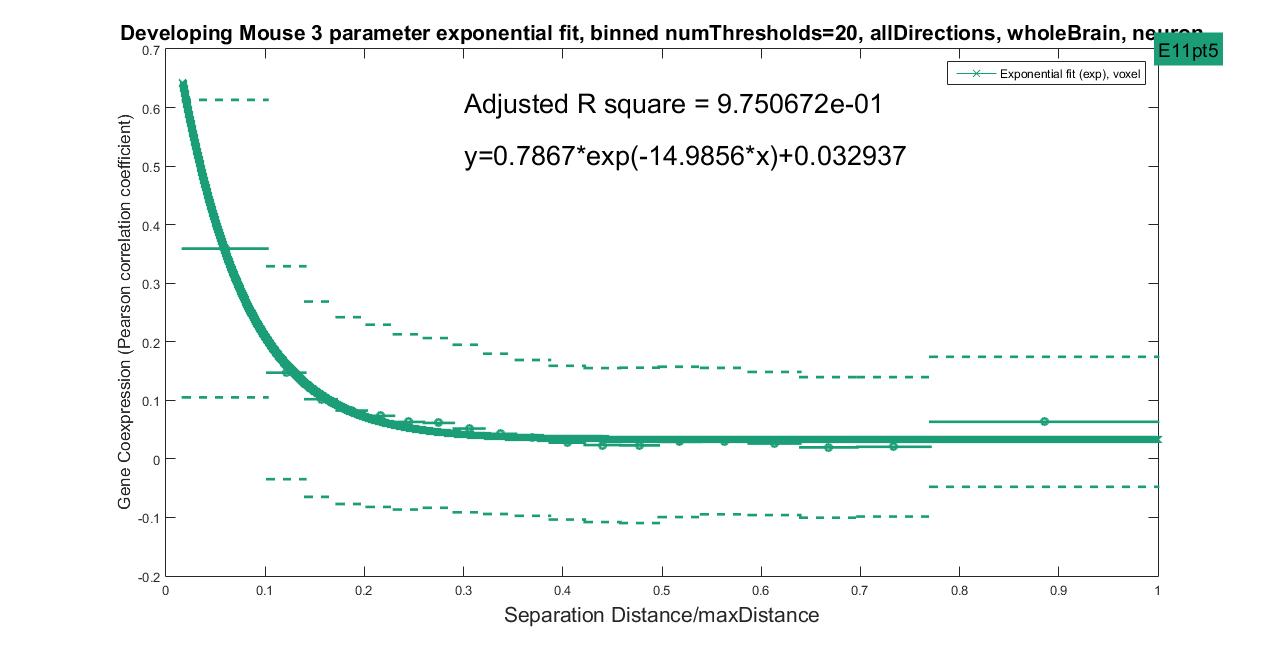 Developing Mouse 3 parameter exponential fit, binned numThresholds=20, allDirections, wholeBrain, neuron
E11pt5
Exponential fit (exp), voxel
Adjusted R square = 9.750672e-01
y=0.7867*exp(-14.9856*x)+0.032937
Gene Coexpression (Pearson correlation coefficient)
0.7
0.6
0.5
0.4
0.3
0.2
0.1
0
-0.1
-0.2
0 0.1 0.2 0.3 0.4 0.5 0.6 0.7 0.8 0.9 1
Separation Distance/maxDistance